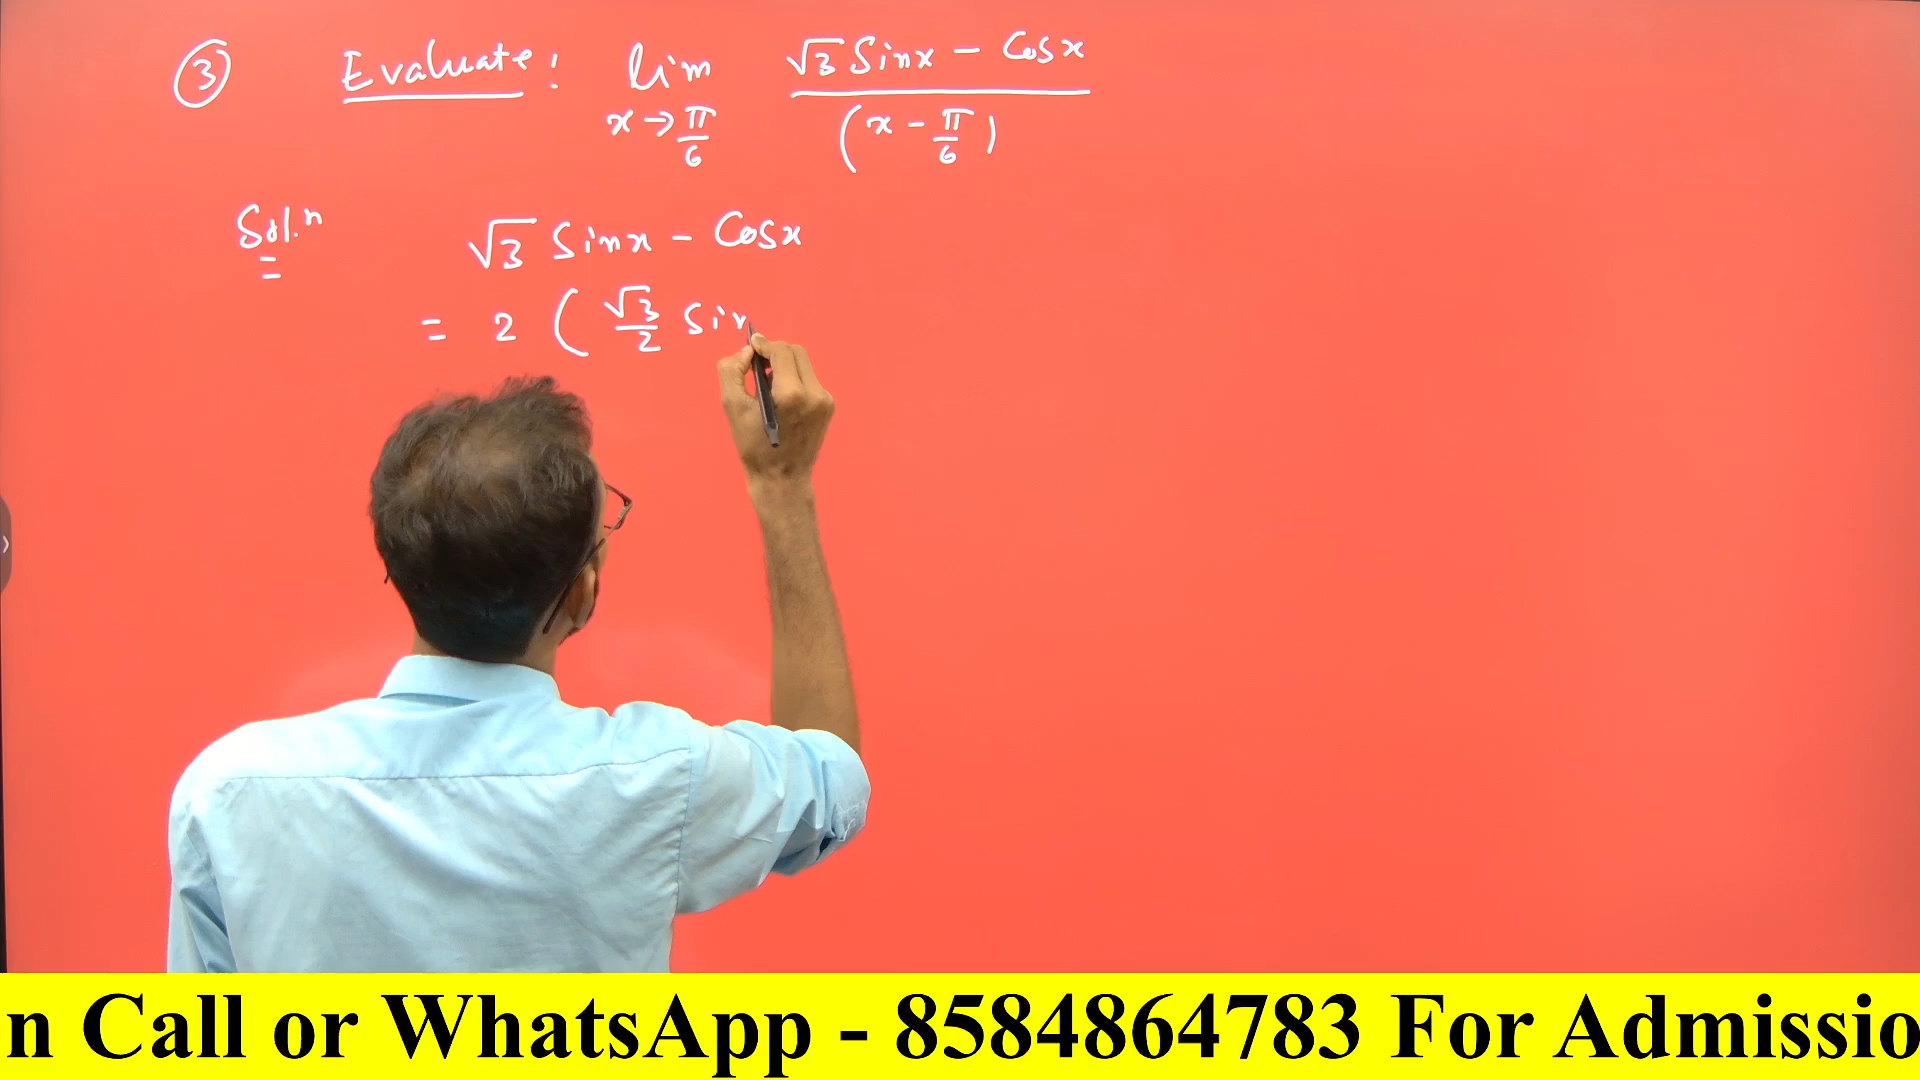 ③ Evaluate: lim x→π/6 (√3 Sinx - Cosx)/(x - π/6)
Sol.n √3 Sinx - Cosx
= 2 ( √3/2 Sin
n Call or WhatsApp - 8584864783 For Admissio